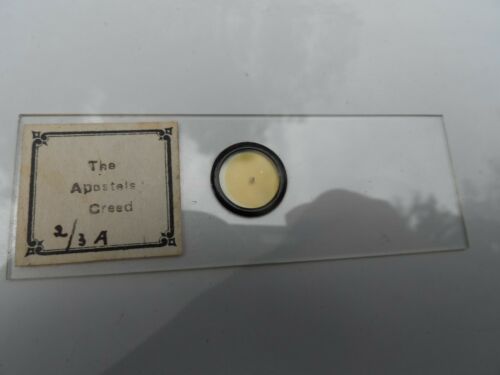 The
Apostels
Creed
2/3 A